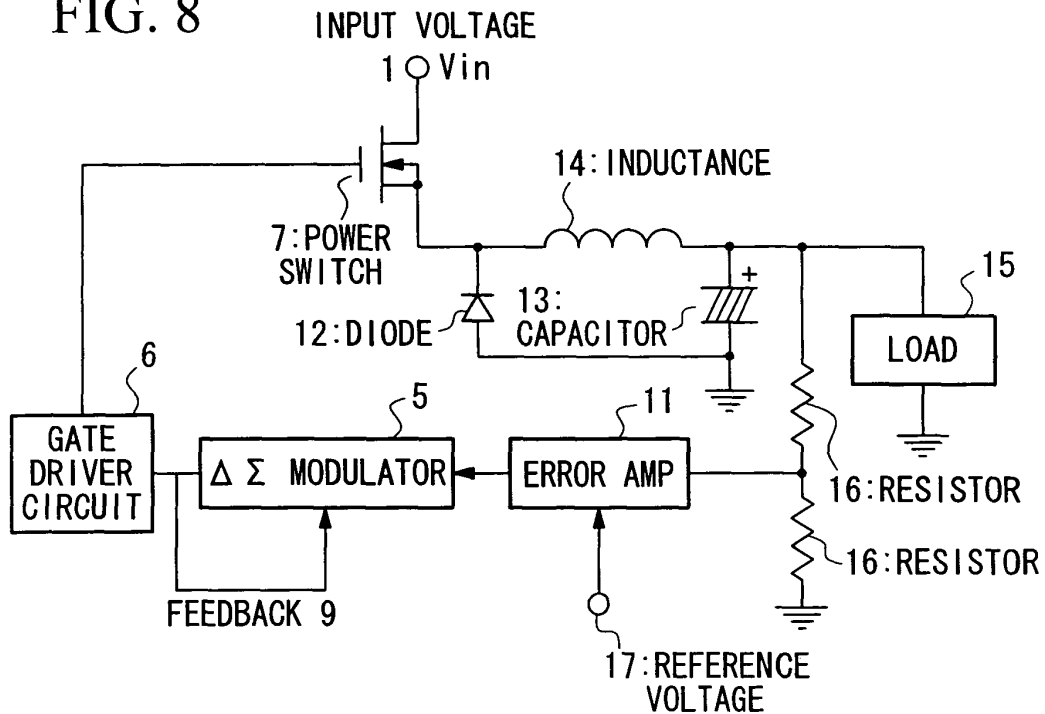 FIG. 8
INPUT VOLTAGE
1 Vin
14:INDUCTANCE
7:POWER
SWITCH
12:DIODE
13:
CAPACITOR
+
15
LOAD
6
GATE
DRIVER
CIRCUIT
5
Δ Σ MODULATOR
11
ERROR AMP
16:RESISTOR
16:RESISTOR
FEEDBACK 9
17:REFERENCE
VOLTAGE